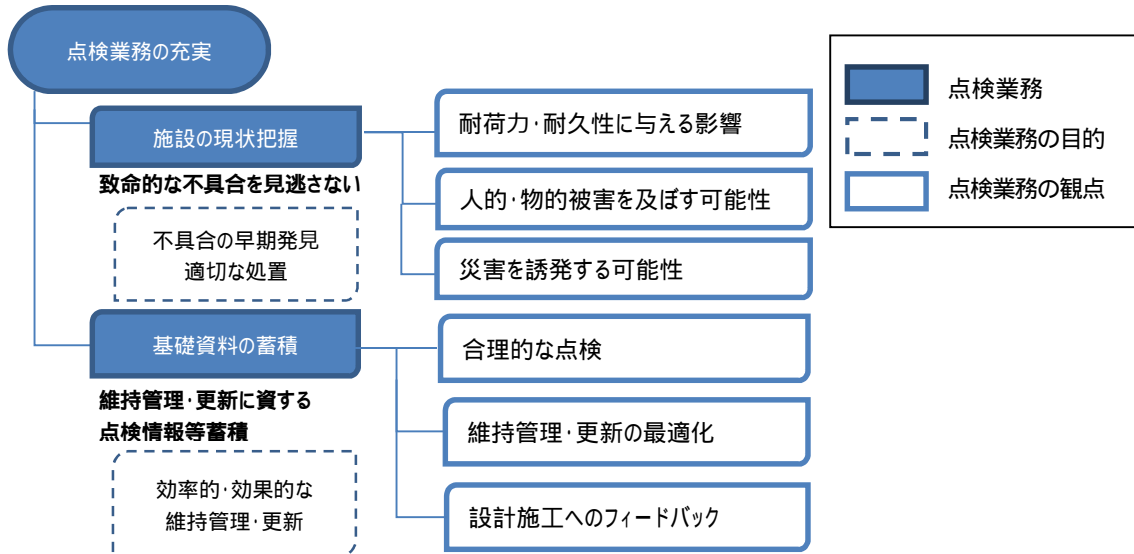 点検業務の充実
施設の現状把握
致命的な不具合を見逃さない
不具合の早期発見
適切な処置
耐荷力・耐久性に与える影響
人的・物的被害を及ぼす可能性
災害を誘発する可能性
基礎資料の蓄積
維持管理・更新に資する
点検情報等蓄積
効率的・効果的な
維持管理・更新
合理的な点検
維持管理・更新の最適化
設計施工へのフィードバック
点検業務
点検業務の目的
点検業務の観点